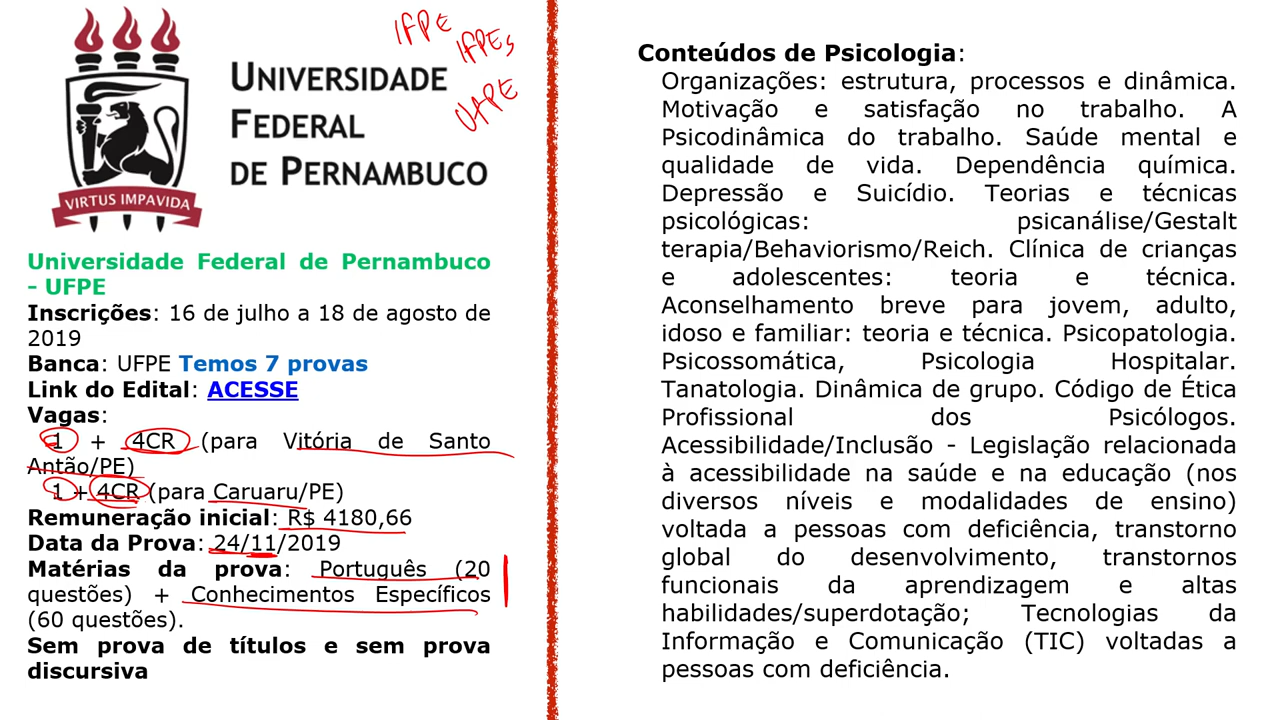 IFPE
IFPEs
UAPE
UNIVERSIDADE
FEDERAL
DE PERNAMBUCO
VIRTUS IMPAVIDA
Universidade Federal de Pernambuco
- UFPE
Inscrições: 16 de julho a 18 de agosto de
2019
Banca: UFPE Temos 7 provas
Link do Edital: ACESSE
Vagas:
1 + 4CR (para Vitória de Santo
Antão/PE)
1 + 4CR (para Caruaru/PE)
Remuneração inicial: R$ 4180,66
Data da Prova: 24/11/2019
Matérias da prova: Português (20
questões) + Conhecimentos Específicos
(60 questões).
Sem prova de títulos e sem prova
discursiva
Conteúdos de Psicologia:
Organizações: estrutura, processos e dinâmica.
Motivação e satisfação no trabalho. A
Psicodinâmica do trabalho. Saúde mental e
qualidade de vida. Dependência química.
Depressão e Suicídio. Teorias e técnicas
psicológicas: psicanálise/Gestalt
terapia/Behaviorismo/Reich. Clínica de crianças
e adolescentes: teoria e técnica.
Aconselhamento breve para jovem, adulto,
idoso e familiar: teoria e técnica. Psicopatologia.
Psicossomática, Psicologia Hospitalar.
Tanatologia. Dinâmica de grupo. Código de Ética
Profissional dos Psicólogos.
Acessibilidade/Inclusão - Legislação relacionada
à acessibilidade na saúde e na educação (nos
diversos níveis e modalidades de ensino)
voltada a pessoas com deficiência, transtorno
global do desenvolvimento, transtornos
funcionais da aprendizagem e altas
habilidades/superdotação; Tecnologias da
Informação e Comunicação (TIC) voltadas a
pessoas com deficiência.